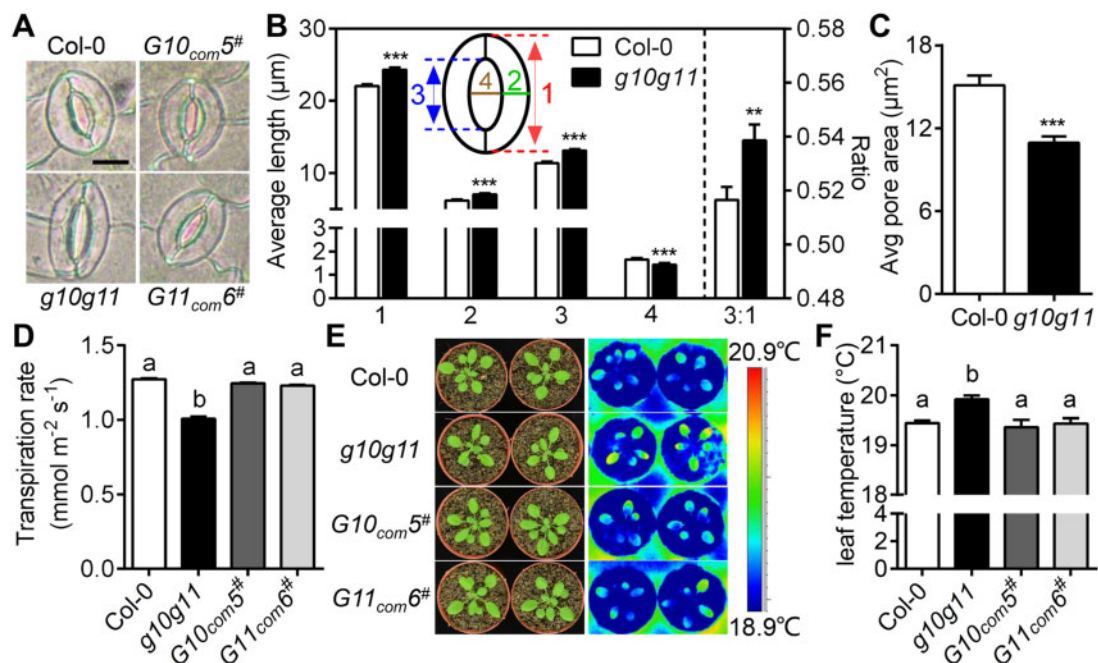 A
Col-0
G10com5#
g10g11
G11com6#
B
Average length (μm)
30
20
10
3
2
1
0
3
4
2
1
Col-0
g10g11
***
***
***
***
**
1
2
3
4
3:1
0.58
0.56
0.54
0.52
0.50
0.48
Ratio
C
Avg pore area (μm²)
18
12
6
0
***
Col-0 g10g11
D
Transpiration rate
(mmol m⁻² s⁻¹)
1.5
1.0
0.5
0.0
a
b
a
a
Col-0
g10g11
G10com5#
G11com6#
E
Col-0
g10g11
G10com5#
G11com6#
20.9℃
18.9℃
F
leaf temperature (°C)
21
20
19
18
4
3
2
1
0
a
b
a
a
Col-0
g10g11
G10com5#
G11com6#